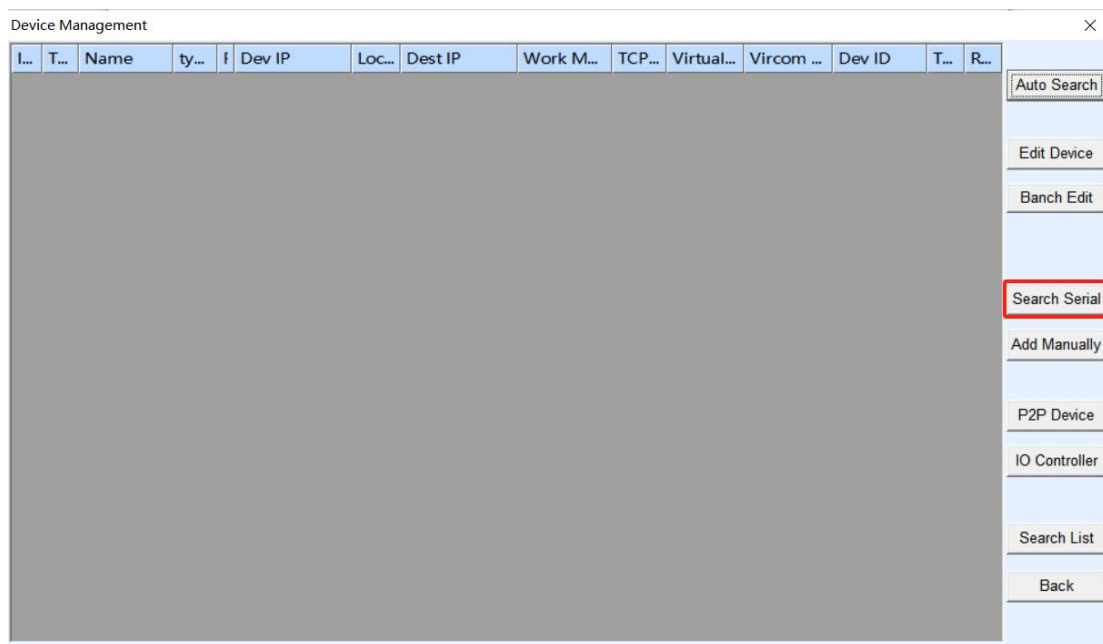 Device Management
I... T... Name ty... Dev IP Loc... Dest IP Work M... TCP... Virtual... Vircom ... Dev ID T... R...
Auto Search
Edit Device
Banch Edit
Search Serial
Add Manually
P2P Device
IO Controller
Search List
Back